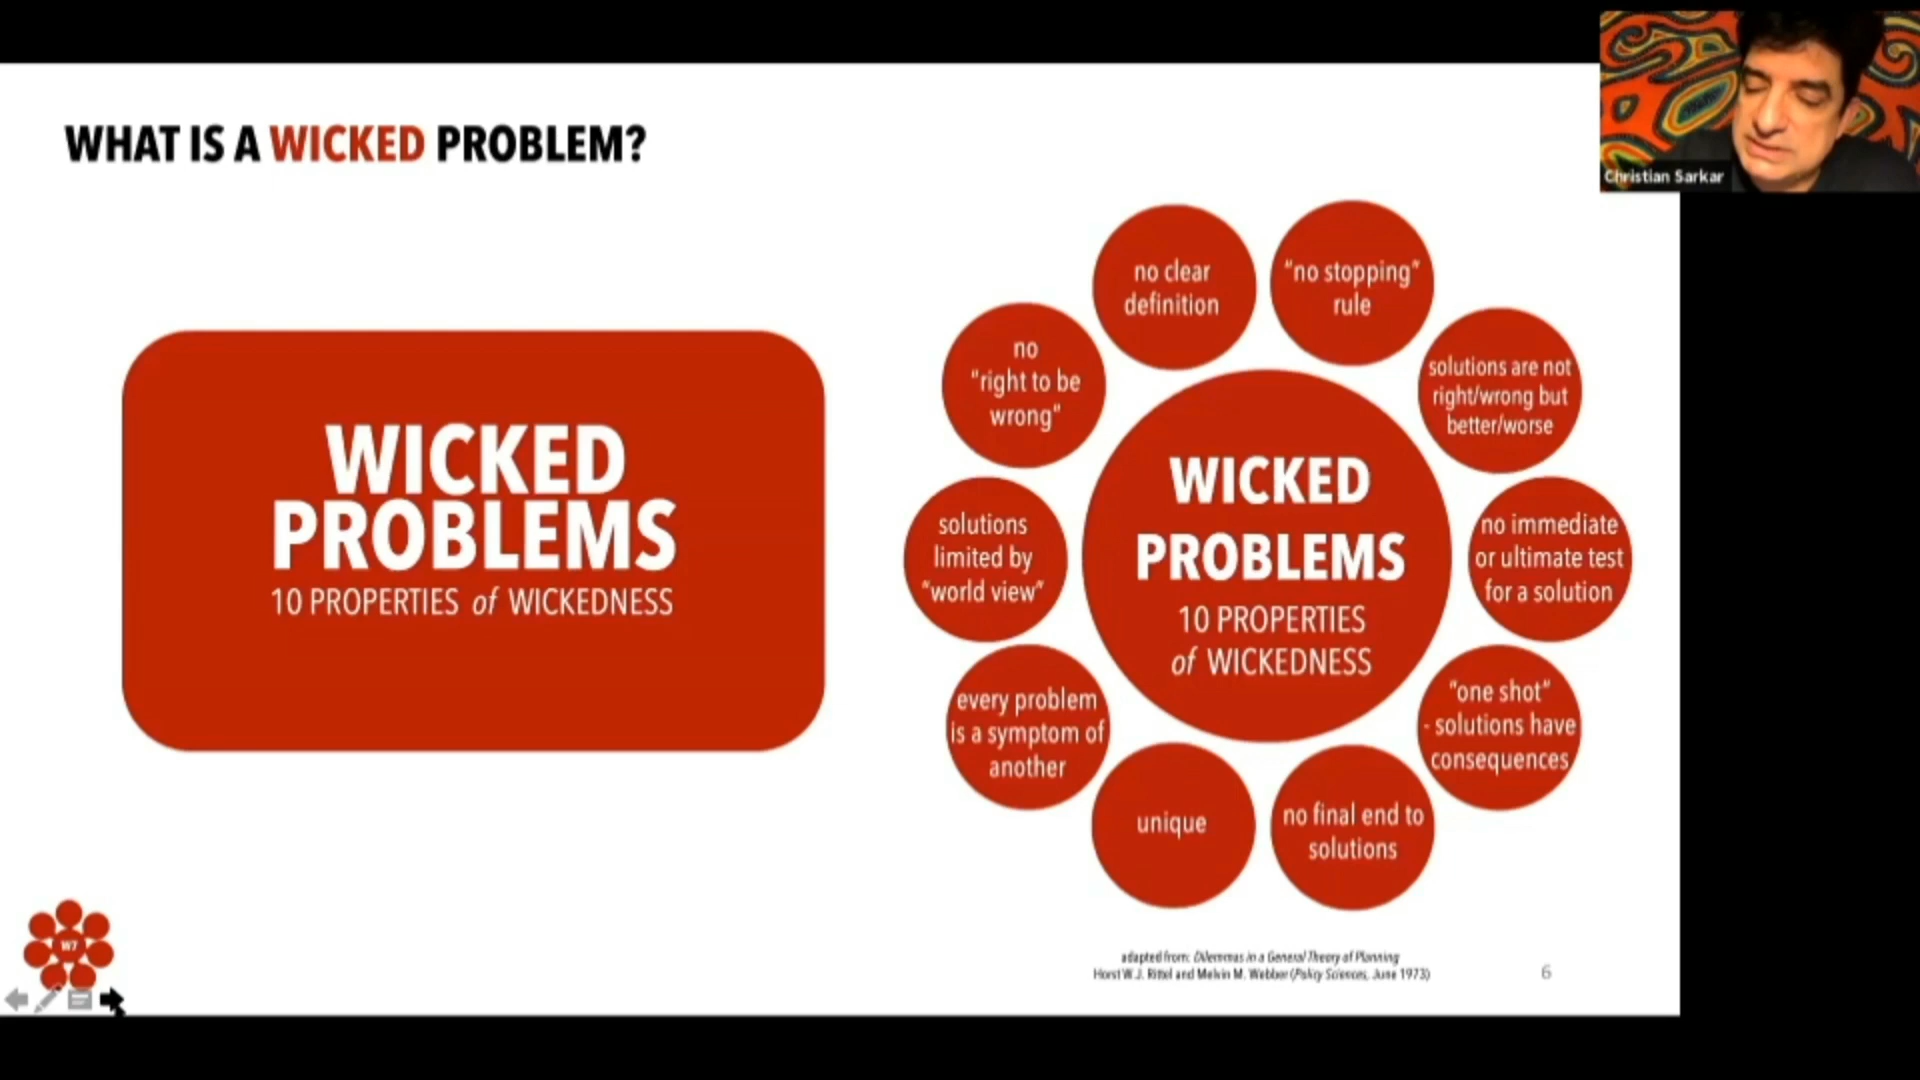 WHAT IS A WICKED PROBLEM?
Christian Sarkar
WICKED
PROBLEMS
10 PROPERTIES of WICKEDNESS
no clear
definition
"no stopping"
rule
solutions are not
right/wrong but
better/worse
no immediate
or ultimate test
for a solution
"one shot"
- solutions have
consequences
no final end to
solutions
unique
every problem
is a symptom of
another
solutions
limited by
"world view"
no
"right to be
wrong"
WICKED
PROBLEMS
10 PROPERTIES
of WICKEDNESS
W7
adapted from: Dilemmas in a General Theory of Planning
Horst W.J. Rittel and Melvin M. Webber (Policy Sciences, June 1973)
6